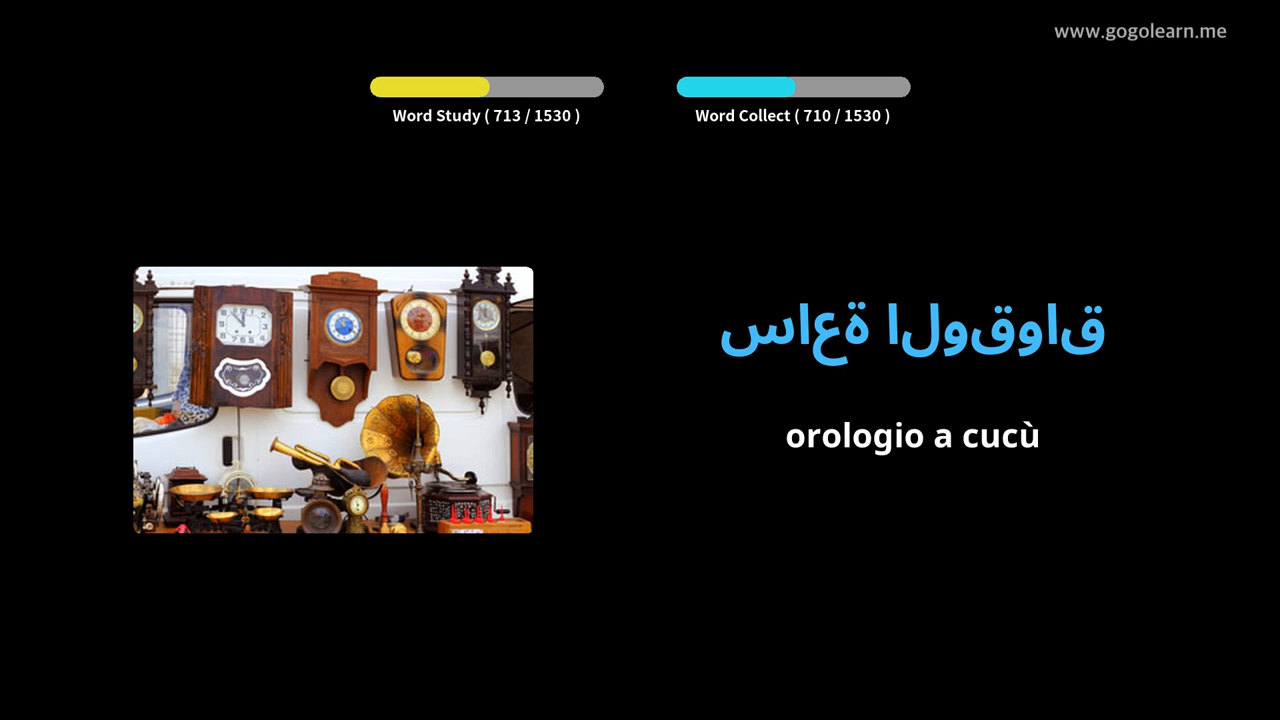 www.gogolearn.me
Word Study ( 713 / 1530 )
Word Collect ( 710 / 1530 )
ساعة الوقواق
orologio a cucù